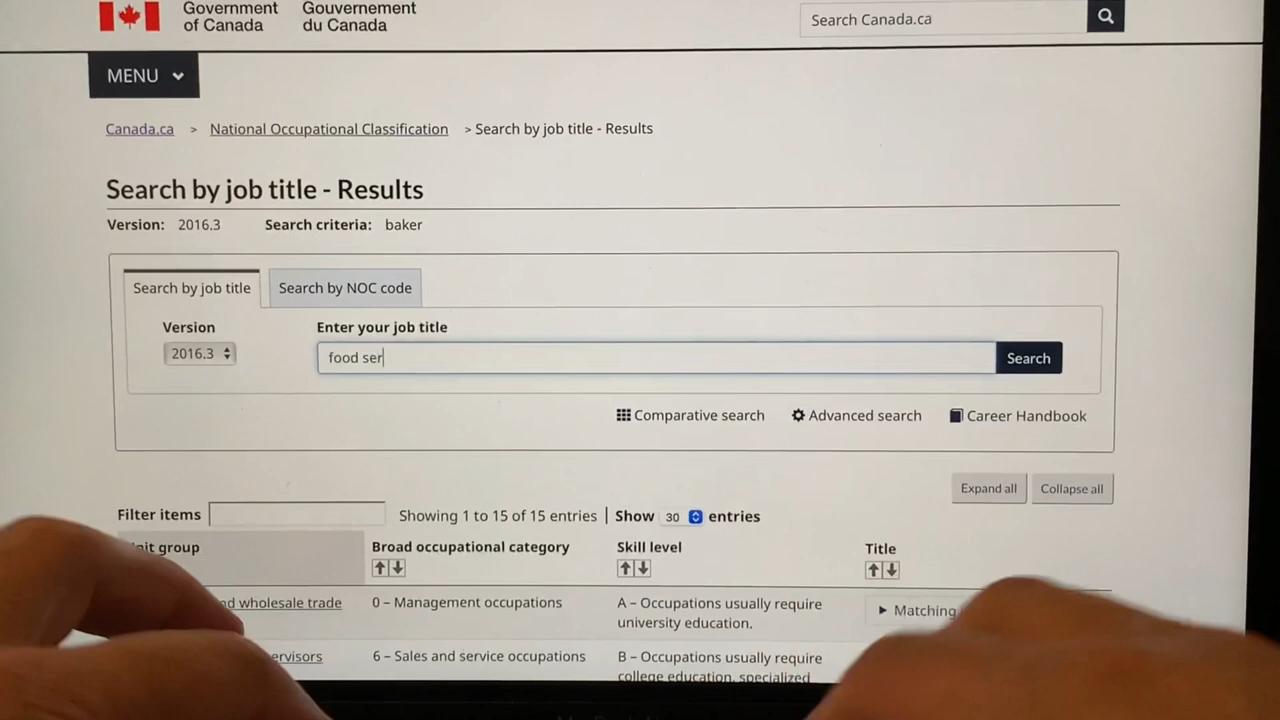 Government of Canada
Gouvernement du Canada
Search Canada.ca
MENU
Canada.ca > National Occupational Classification > Search by job title - Results
Search by job title - Results
Version: 2016.3 Search criteria: baker
Search by job title Search by NOC code
Version Enter your job title
2016.3 food ser Search
Comparative search Advanced search Career Handbook
Expand all Collapse all
Filter items Showing 1 to 15 of 15 entries | Show 30 entries
group Broad occupational category Skill level Title
wholesale trade 0 – Management occupations A – Occupations usually require university education. Matching
6 – Sales and service occupations B – Occupations usually require college education, specialized